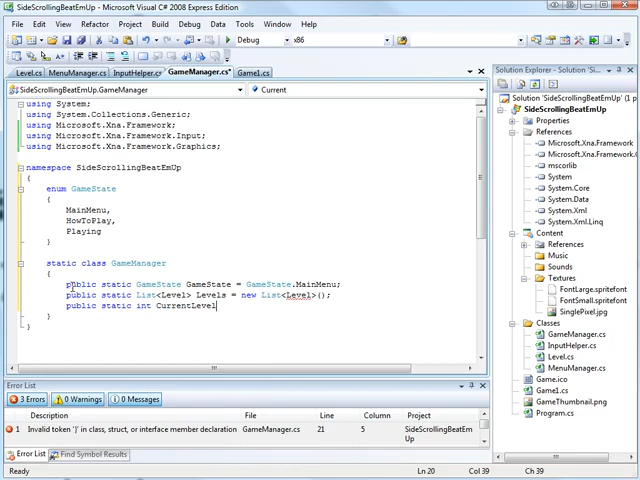 SideScrollingBeatEmUp - Microsoft Visual C# 2008 Express Edition
File Edit View Refactor Project Build Debug Data Tools Window Help
Debug x86
Level.cs MenuManager.cs InputHelper.cs GameManager.cs* Game1.cs
SideScrollingBeatEmUp.GameManager Current
using System;
using System.Collections.Generic;
using Microsoft.Xna.Framework;
using Microsoft.Xna.Framework.Input;
using Microsoft.Xna.Framework.Graphics;
namespace SideScrollingBeatEmUp
{
enum GameState
{
MainMenu,
HowToPlay,
Playing
}
static class GameManager
{
public static GameState GameState = GameState.MainMenu;
public static List<Level> Levels = new List<Level>();
public static int CurrentLevel
}
}
Solution Explorer - Solution 'SideS...
Solution 'SideScrollingBeatEmUp' (1 p
SideScrollingBeatEmUp
Properties
References
Microsoft.Xna.Framework
Microsoft.Xna.Framework
mscorlib
System
System.Core
System.Data
System.Xml
System.Xml.Linq
Content
References
Music
Sounds
Textures
FontLarge.spritefont
FontSmall.spritefont
SinglePixel.jpg
Classes
GameManager.cs
InputHelper.cs
Level.cs
MenuManager.cs
Game.ico
Game1.cs
GameThumbnail.png
Program.cs
Error List
3 Errors 0 Warnings 0 Messages
Description File Line Column Project
1 Invalid token '}' in class, struct, or interface member declaration GameManager.cs 21 5 SideScrollingBeatEm
Up
Error List Find Symbol Results
Ready Ln 20 Col 39 Ch 39